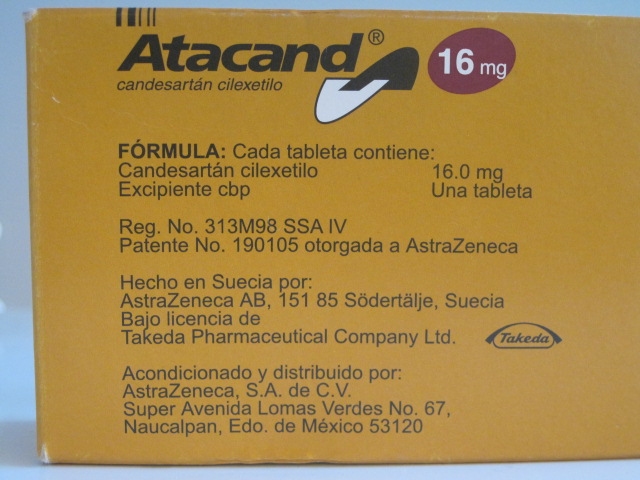 Atacand®
16 mg
candesartán cilexetilo
FÓRMULA: Cada tableta contiene:
Candesartán cilexetilo 16.0 mg
Excipiente cbp Una tableta
Reg. No. 313M98 SSA IV
Patente No. 190105 otorgada a AstraZeneca
Hecho en Suecia por:
AstraZeneca AB, 151 85 Södertälje, Suecia
Bajo licencia de
Takeda Pharmaceutical Company Ltd.
Takeda
Acondicionado y distribuido por:
AstraZeneca, S.A. de C.V.
Super Avenida Lomas Verdes No. 67,
Naucalpan, Edo. de México 53120